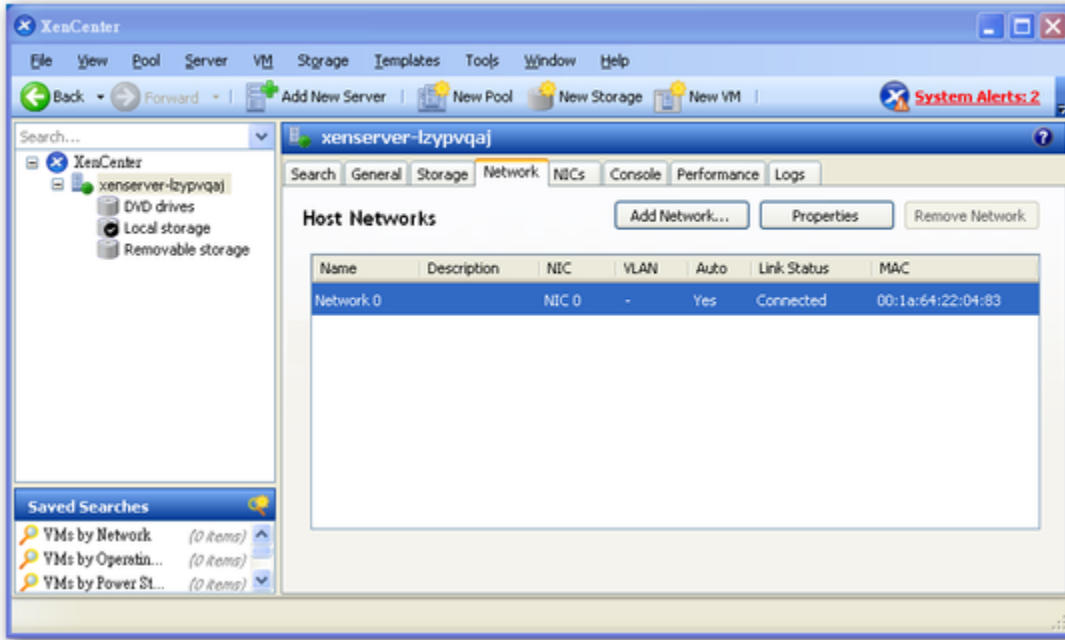 XenCenter
File View Pool Server VM Storage Templates Tools Window Help
Back Forward Add New Server New Pool New Storage New VM System Alerts: 2
Search...
XenCenter
xenserver-lzypvqaj
DVD drives
Local storage
Removable storage
Saved Searches
VMs by Network (0 items)
VMs by Operatin... (0 items)
VMs by Power St... (0 items)
xenserver-lzypvqaj
Search General Storage Network NICs Console Performance Logs
Host Networks Add Network... Properties Remove Network
Name Description NIC VLAN Auto Link Status MAC
Network 0 NIC 0 - Yes Connected 00:1a:64:22:04:83